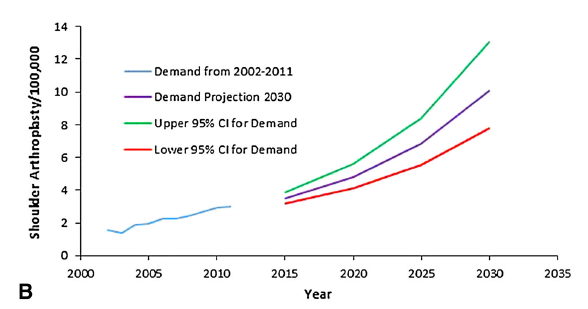 14
12
10
8
6
4
2
0
Shoulder Arthroplasty/100,000
Demand from 2002-2011
Demand Projection 2030
Upper 95% CI for Demand
Lower 95% CI for Demand
2000 2005 2010 2015 2020 2025 2030 2035
Year
B